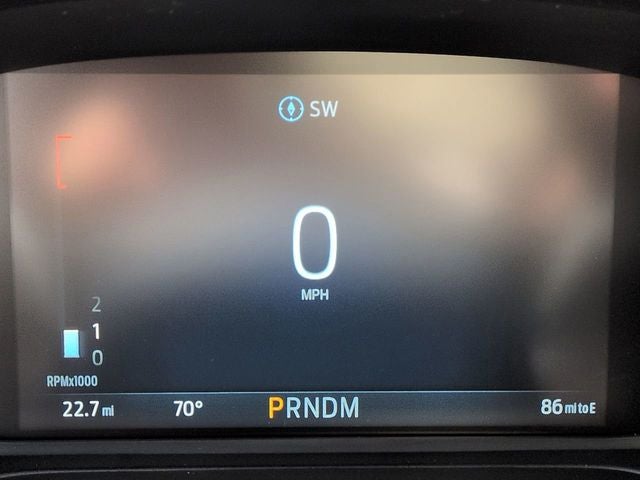 SW
0
MPH
2
1
0
RPMx1000
22.7 mi 70° PRNDM 86 mi to E